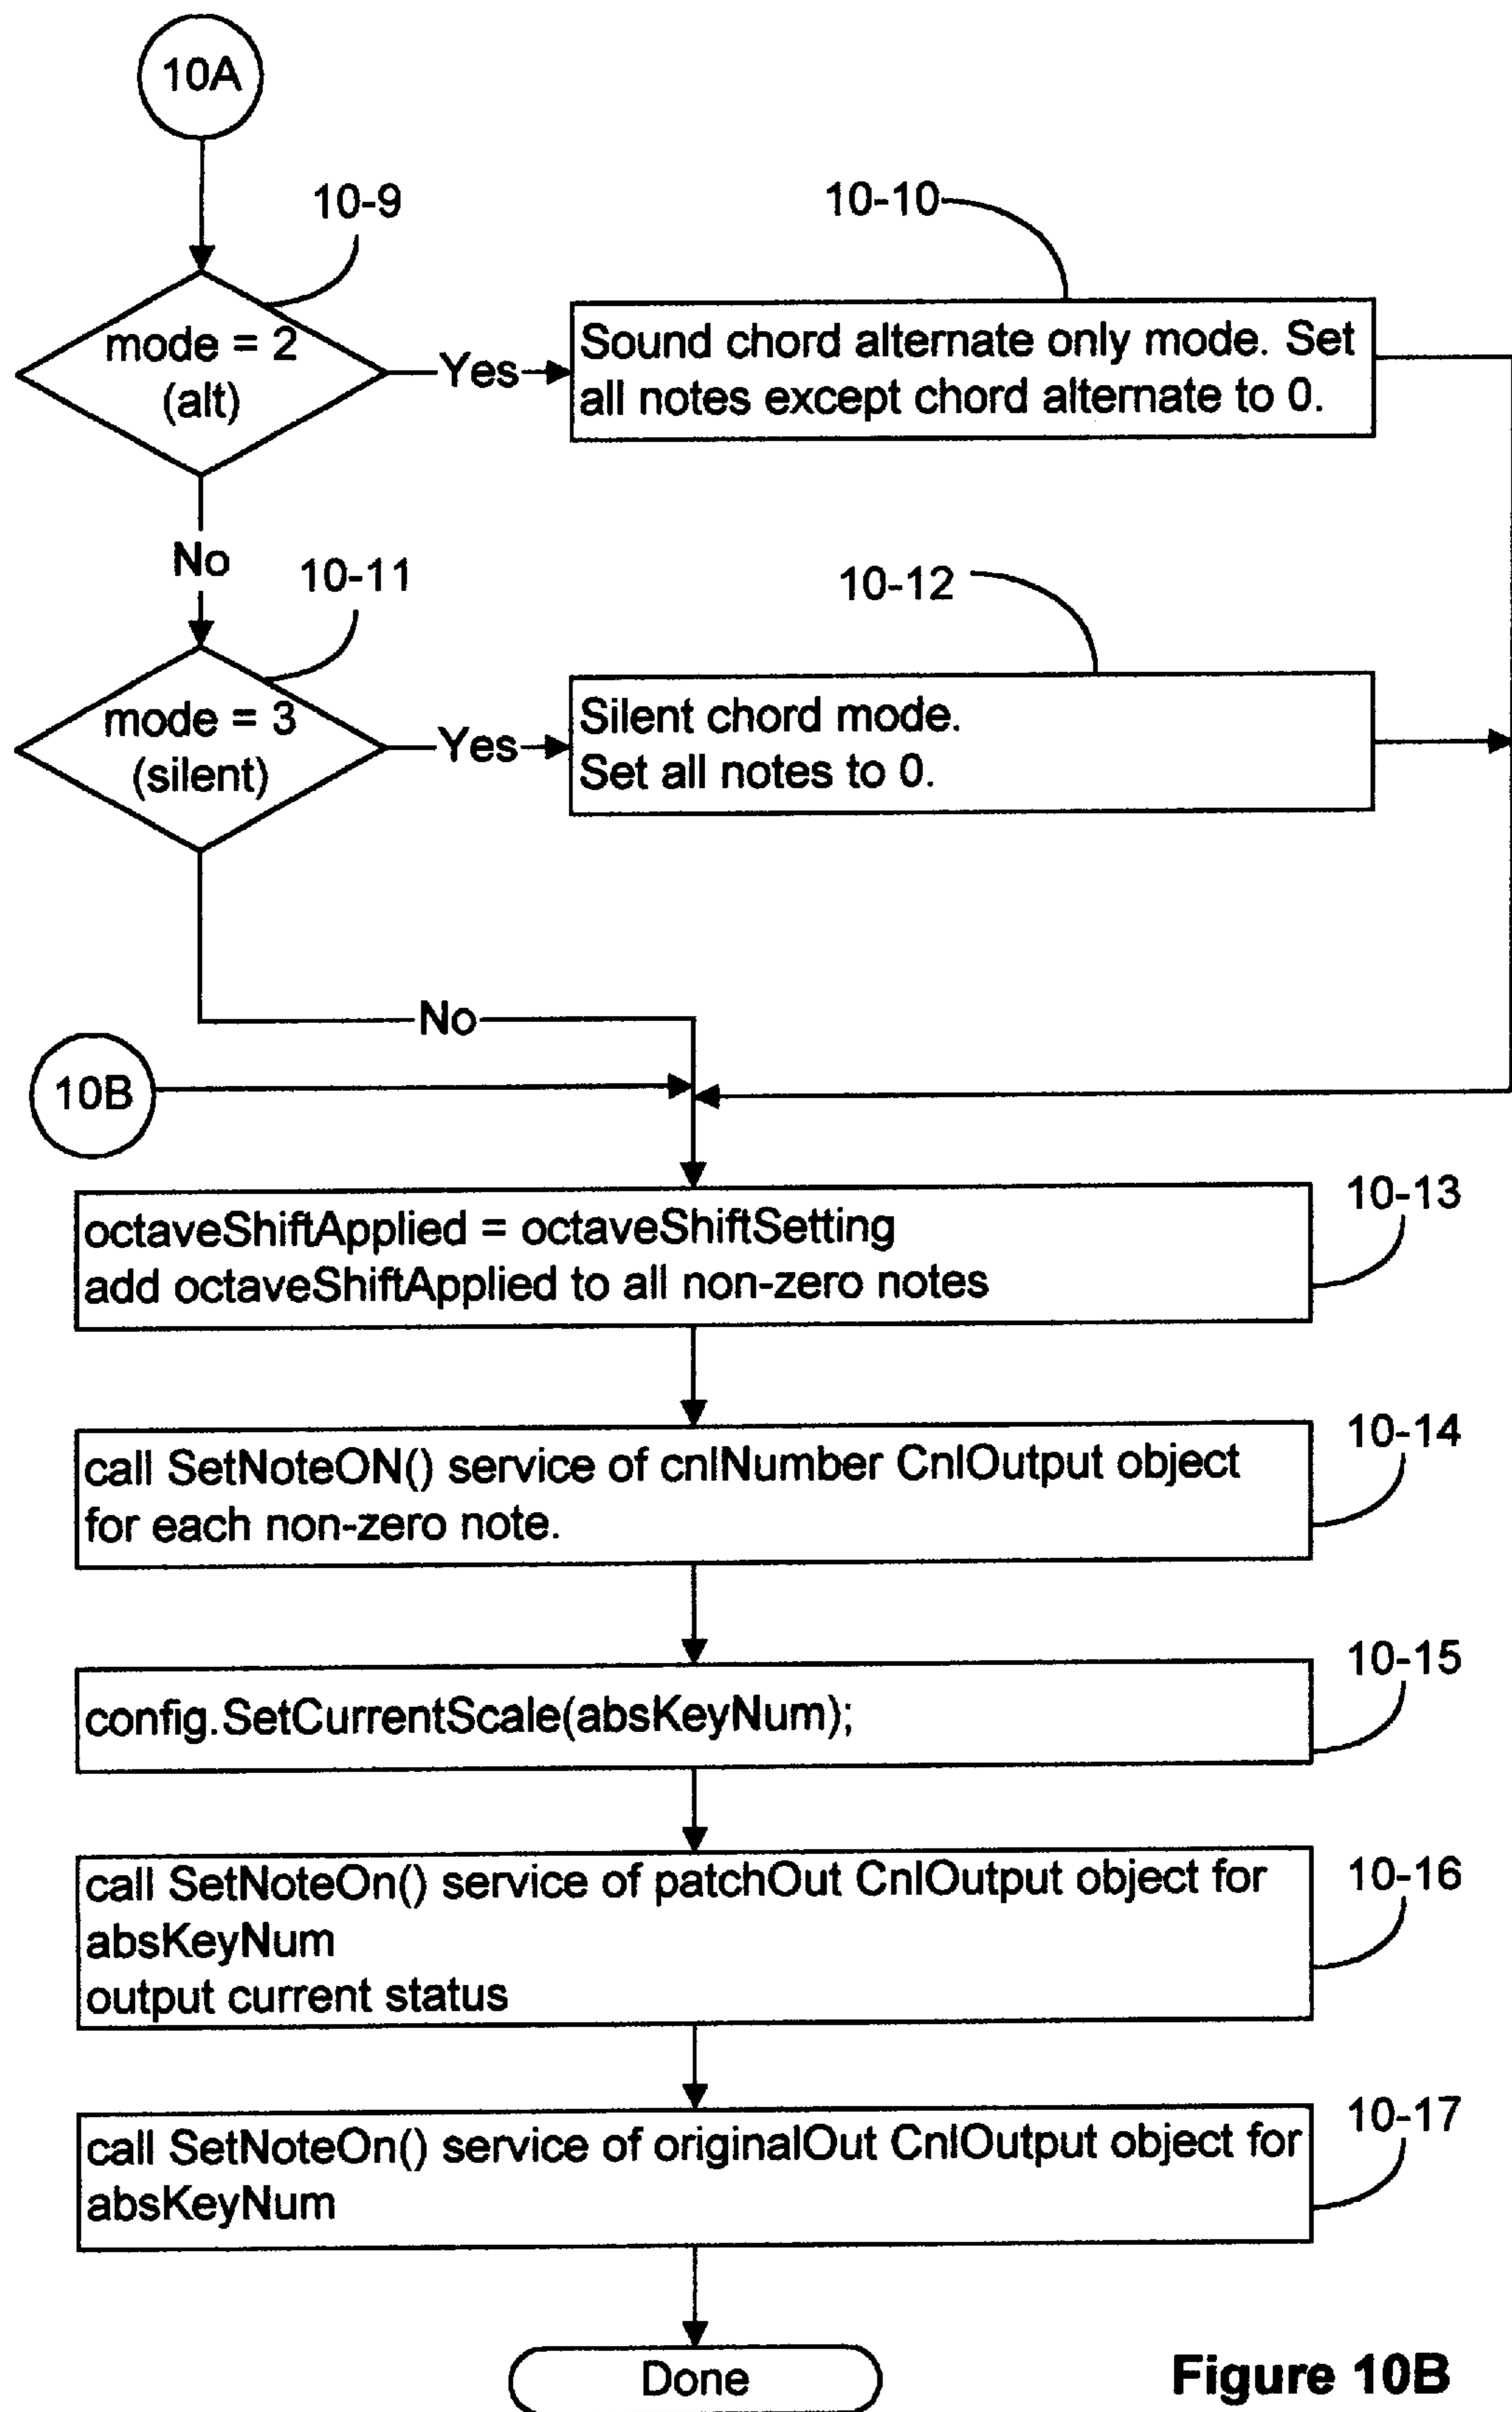 10A
10-9
10-10
mode = 2
(alt)
Yes
Sound chord alternate only mode. Set
all notes except chord alternate to 0.
No
10-11
10-12
mode = 3
(silent)
Yes
Silent chord mode.
Set all notes to 0.
No
10B
10-13
octaveShiftApplied = octaveShiftSetting
add octaveShiftApplied to all non-zero notes
10-14
call SetNoteON() service of cnlNumber CnlOutput object
for each non-zero note.
10-15
config.SetCurrentScale(absKeyNum);
10-16
call SetNoteOn() service of patchOut CnlOutput object for
absKeyNum
output current status
10-17
call SetNoteOn() service of originalOut CnlOutput object for
absKeyNum
Done
Figure 10B